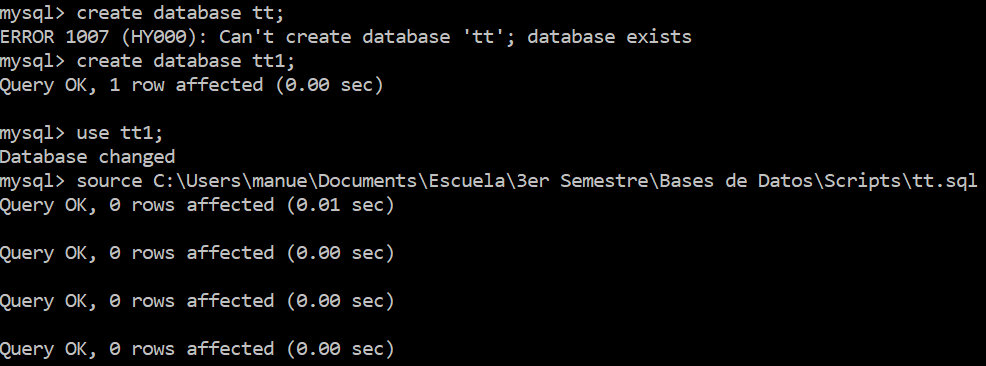 mysql> create database tt;
ERROR 1007 (HY000): Can't create database 'tt'; database exists
mysql> create database tt1;
Query OK, 1 row affected (0.00 sec)
mysql> use tt1;
Database changed
mysql> source C:\Users\manue\Documents\Escuela\3er Semestre\Bases de Datos\Scripts\tt.sql
Query OK, 0 rows affected (0.01 sec)
Query OK, 0 rows affected (0.00 sec)
Query OK, 0 rows affected (0.00 sec)
Query OK, 0 rows affected (0.00 sec)